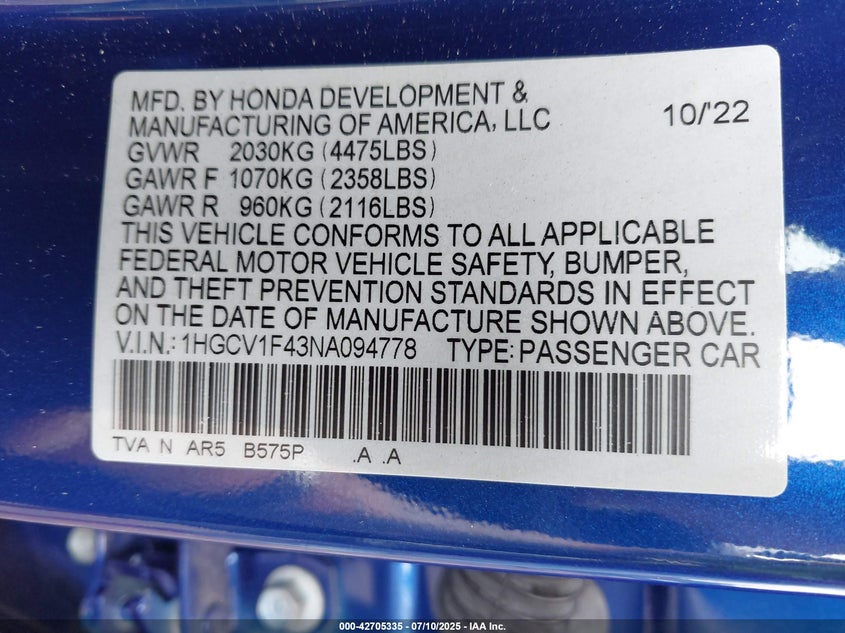 MFD. BY HONDA DEVELOPMENT &
MANUFACTURING OF AMERICA, LLC 10/'22
GVWR 2030KG (4475LBS)
GAWR F 1070KG (2358LBS)
GAWR R 960KG (2116LBS)
THIS VEHICLE CONFORMS TO ALL APPLICABLE
FEDERAL MOTOR VEHICLE SAFETY, BUMPER,
AND THEFT PREVENTION STANDARDS IN EFFECT
ON THE DATE OF MANUFACTURE SHOWN ABOVE.
V.I.N.: 1HGCV1F43NA094778 TYPE: PASSENGER CAR
TVA N AR5 B575P .A .A
000-42705335 - 07/10/2025 - IAA Inc.